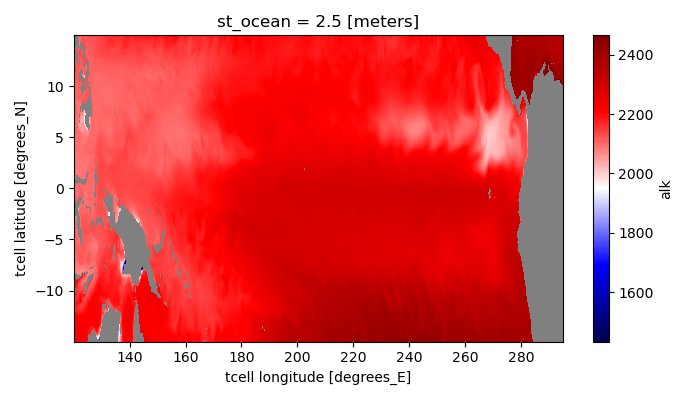 st_ocean = 2.5 [meters]
tcell latitude [degrees_N]
10
5
0
−5
−10
140 160 180 200 220 240 260 280
tcell longitude [degrees_E]
2400
2200
2000
1800
1600
alk